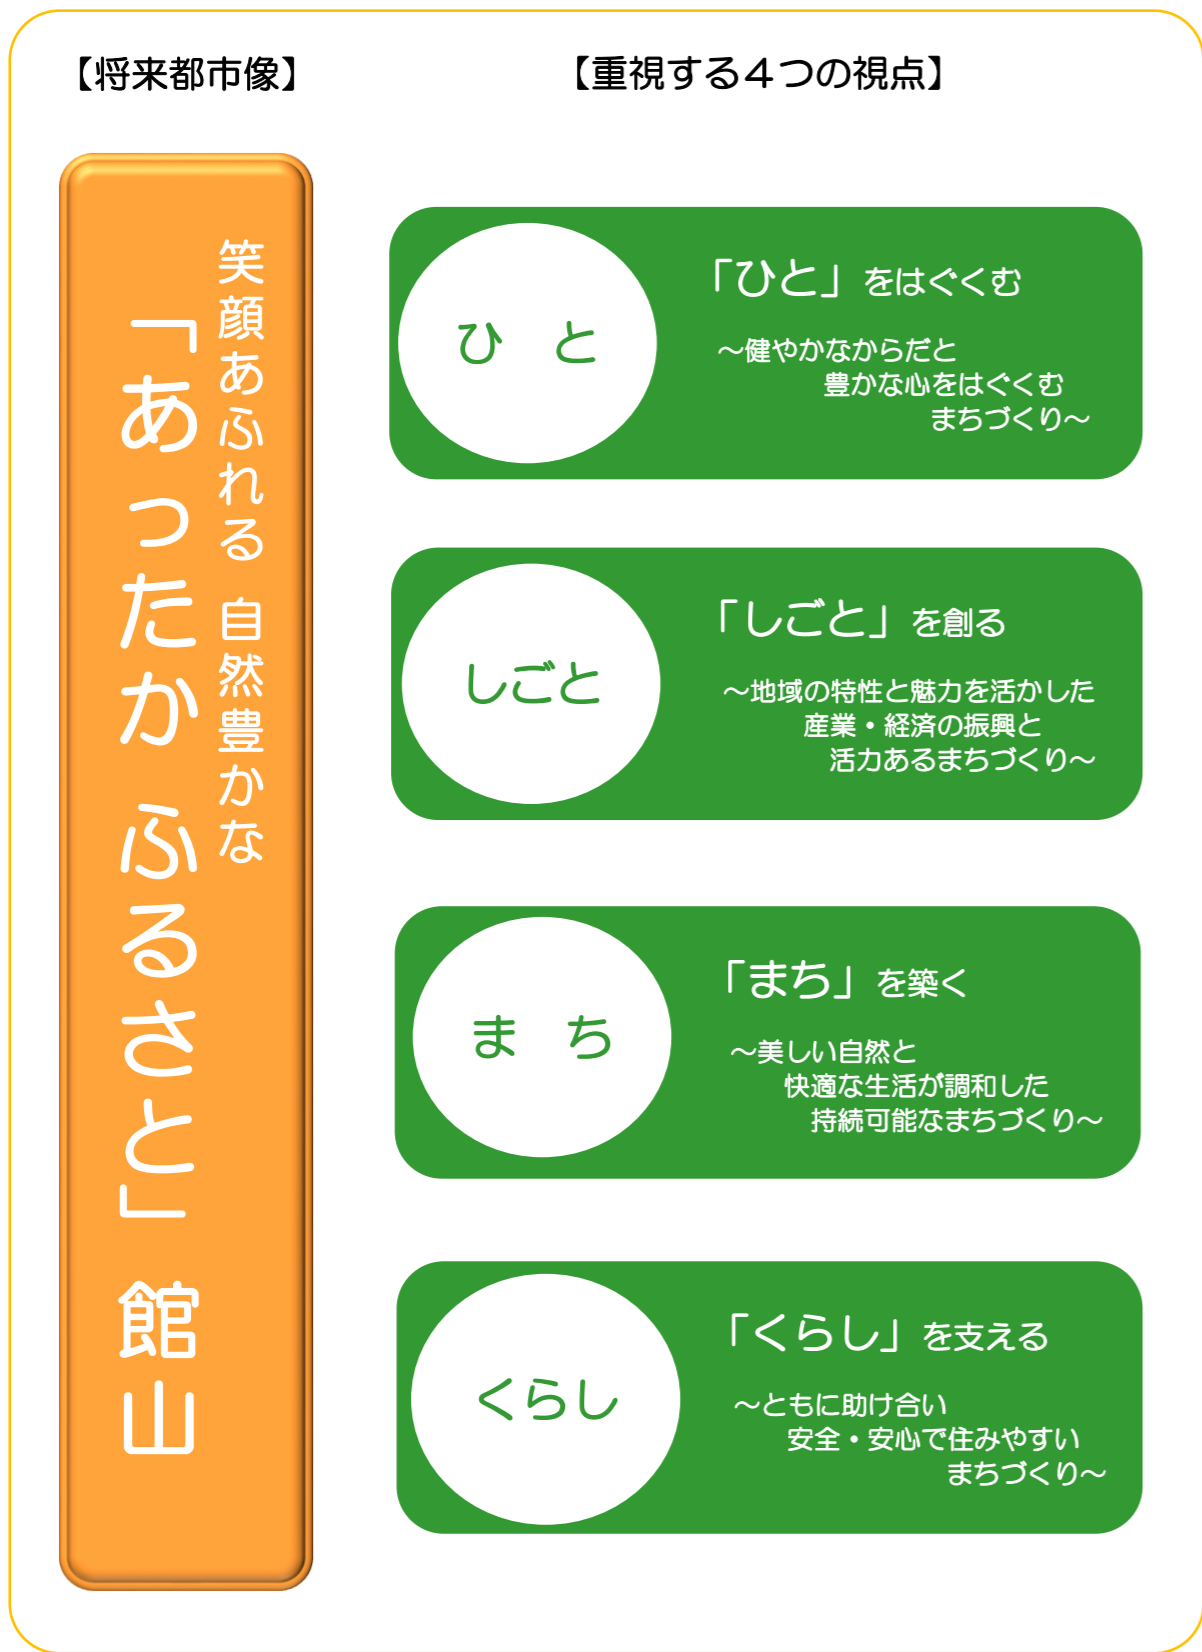 【将来都市像】
【重視する４つの視点】
笑顔あふれる 自然豊かな
「あったか ふるさと」館山
ひ と
「ひと」をはぐくむ
～健やかなからだと
豊かな心をはぐくむ
まちづくり～
しごと
「しごと」を創る
～地域の特性と魅力を活かした
産業・経済の振興と
活力あるまちづくり～
ま ち
「まち」を築く
～美しい自然と
快適な生活が調和した
持続可能なまちづくり～
くらし
「くらし」を支える
～ともに助け合い
安全・安心で住みやすい
まちづくり～